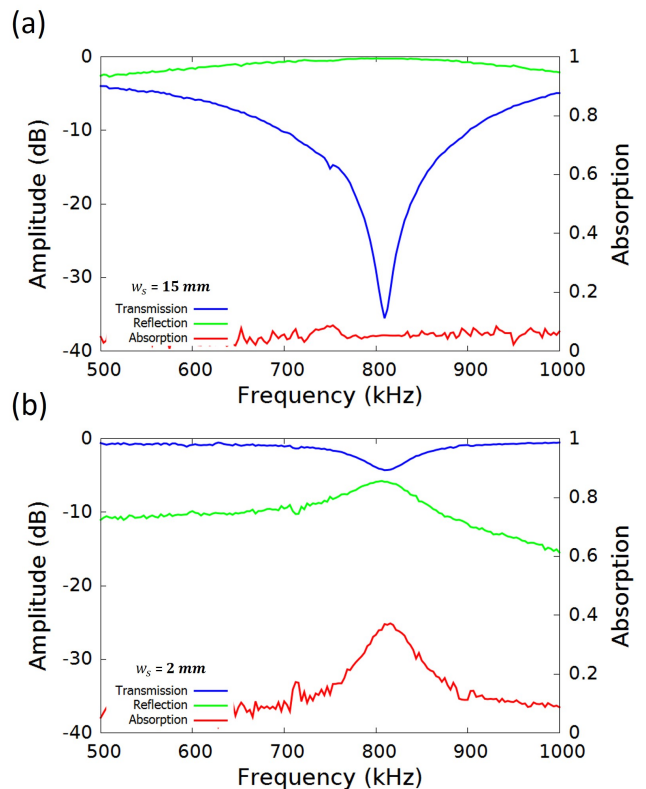 (a)
0
-10
-20
-30
-40
Amplitude (dB)
1
0.8
0.6
0.4
0.2
0
Absorption
w_s = 15 mm
Transmission
Reflection
Absorption
500 600 700 800 900 1000
Frequency (kHz)
(b)
0
-10
-20
-30
-40
Amplitude (dB)
1
0.8
0.6
0.4
0.2
0
Absorption
w_s = 2 mm
Transmission
Reflection
Absorption
500 600 700 800 900 1000
Frequency (kHz)